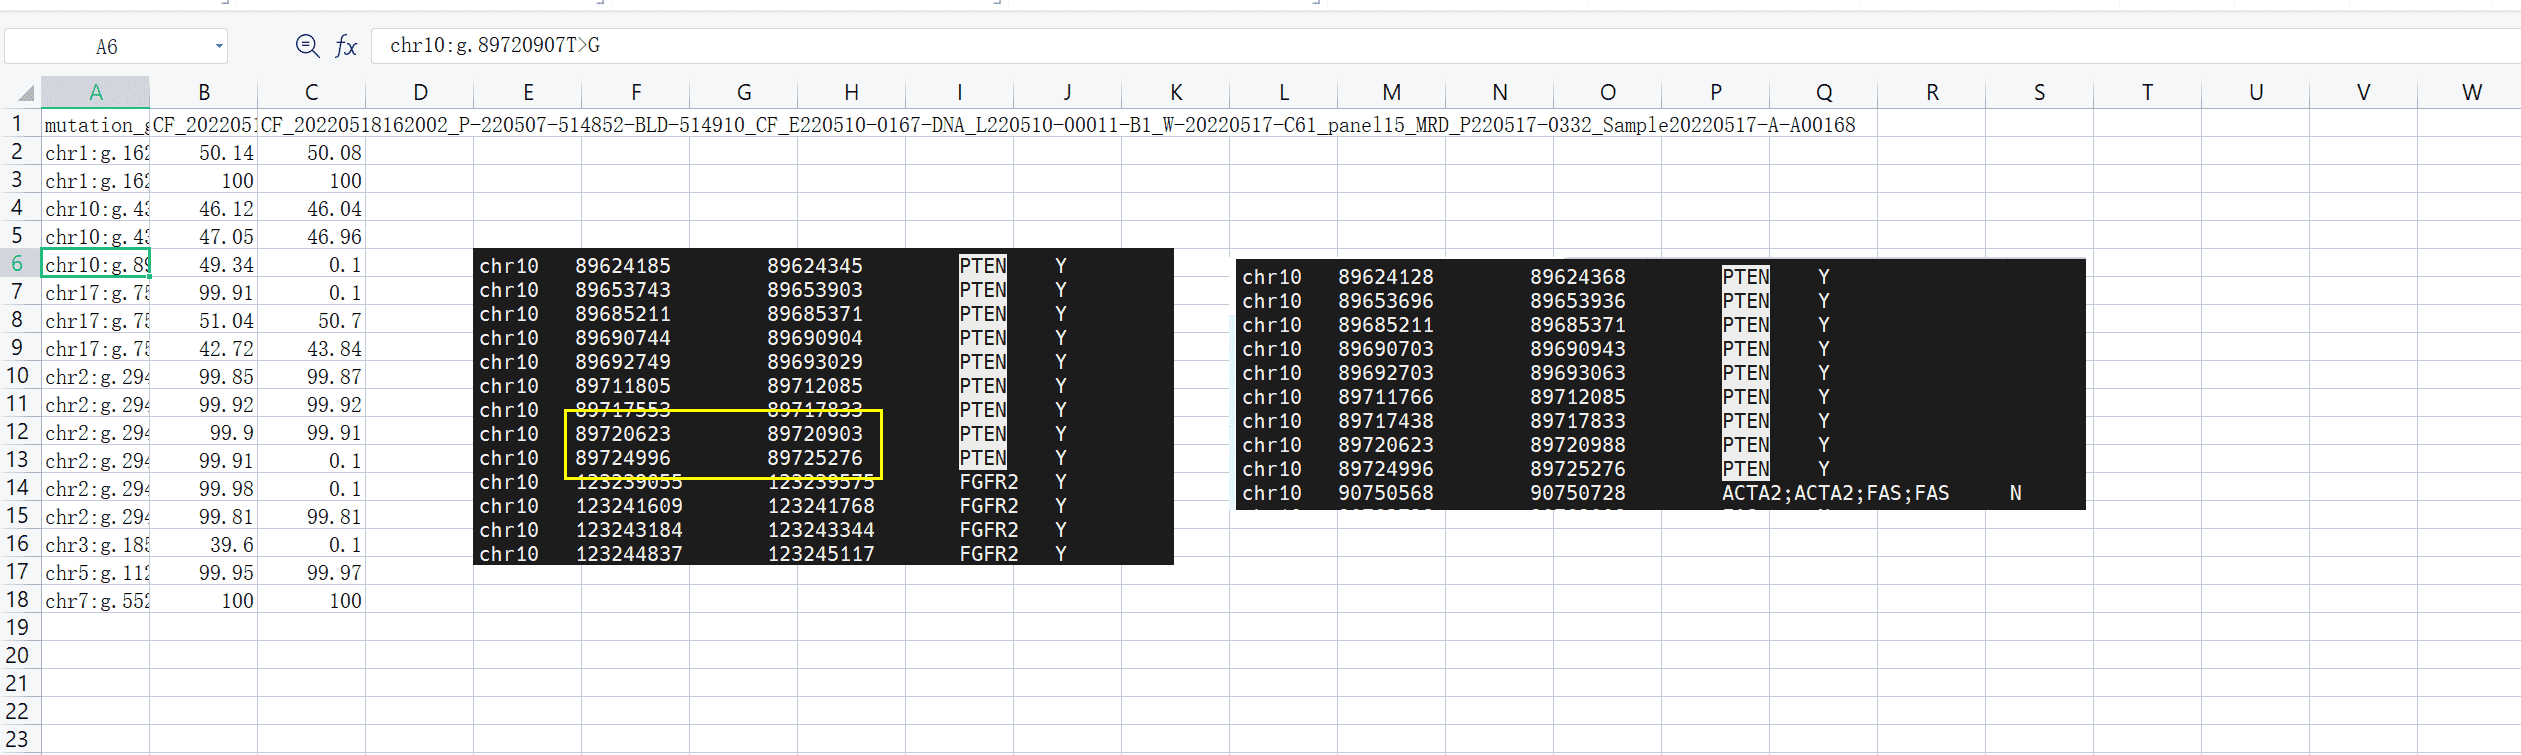 A6 fx chr10:g.89720907T>G
A B C D E F G H I J K L M N O P Q R S T U V W
1 mutation_g CF_2022051 CF_20220518162002_P-220507-514852-BLD-514910_CF_E220510-0167-DNA_L220510-00011-B1_W-20220517-C61_panel15_MRD_P220517-0332_Sample20220517-A-A00168
2 chr1:g.162 50.14 50.08
3 chr1:g.162 100 100
4 chr10:g.43 46.12 46.04
5 chr10:g.43 47.05 46.96
6 chr10:g.89 49.34 0.1
7 chr17:g.75 99.91 0.1
8 chr17:g.75 51.04 50.7
9 chr17:g.75 42.72 43.84
10 chr2:g.294 99.85 99.87
11 chr2:g.294 99.92 99.92
12 chr2:g.294 99.9 99.91
13 chr2:g.294 99.91 0.1
14 chr2:g.294 99.98 0.1
15 chr2:g.294 99.81 99.81
16 chr3:g.185 39.6 0.1
17 chr5:g.112 99.95 99.97
18 chr7:g.552 100 100
19
20
21
22
23
chr10 89624185 89624345 PTEN Y
chr10 89653743 89653903 PTEN Y
chr10 89685211 89685371 PTEN Y
chr10 89690744 89690904 PTEN Y
chr10 89692749 89693029 PTEN Y
chr10 89711805 89712085 PTEN Y
chr10 89717553 89717833 PTEN Y
chr10 89720623 89720903 PTEN Y
chr10 89724996 89725276 PTEN Y
chr10 123239055 123239575 FGFR2 Y
chr10 123241609 123241768 FGFR2 Y
chr10 123243184 123243344 FGFR2 Y
chr10 123244837 123245117 FGFR2 Y
chr10 89624128 89624368 PTEN Y
chr10 89653696 89653936 PTEN Y
chr10 89685211 89685371 PTEN Y
chr10 89690703 89690943 PTEN Y
chr10 89692703 89693063 PTEN Y
chr10 89711766 89712085 PTEN Y
chr10 89717438 89717833 PTEN Y
chr10 89720623 89720988 PTEN Y
chr10 89724996 89725276 PTEN Y
chr10 90750568 90750728 ACTA2;ACTA2;FAS;FAS N